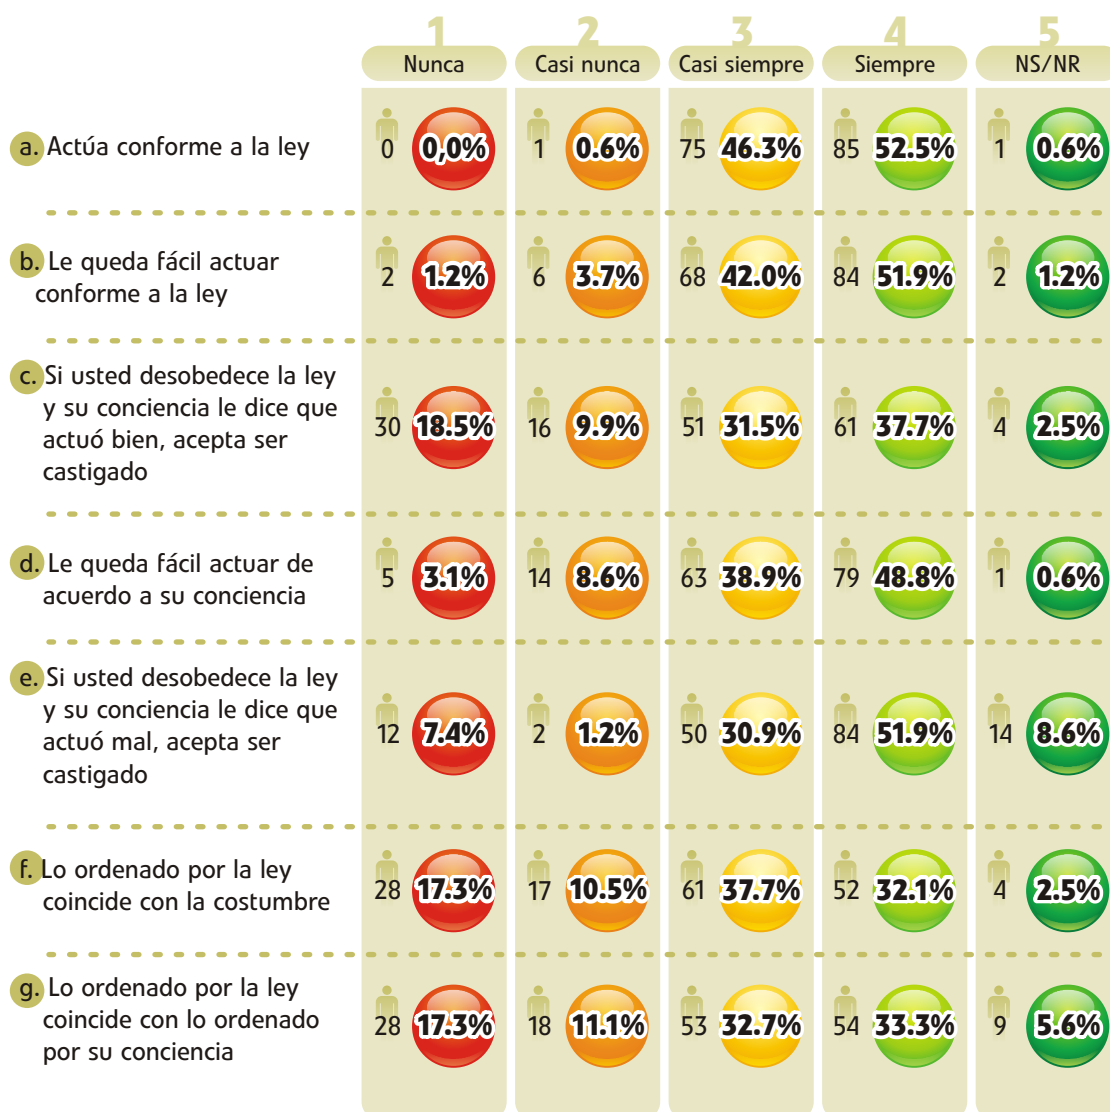 1 2 3 4 5
Nunca Casi nunca Casi siempre Siempre NS/NR
a. Actúa conforme a la ley 0 0,0% 1 0.6% 75 46.3% 85 52.5% 1 0.6%
b. Le queda fácil actuar
conforme a la ley 2 1.2% 6 3.7% 68 42.0% 84 51.9% 2 1.2%
c. Si usted desobedece la ley
y su conciencia le dice que
actuó bien, acepta ser
castigado 30 18.5% 16 9.9% 51 31.5% 61 37.7% 4 2.5%
d. Le queda fácil actuar de
acuerdo a su conciencia 5 3.1% 14 8.6% 63 38.9% 79 48.8% 1 0.6%
e. Si usted desobedece la ley
y su conciencia le dice que
actuó mal, acepta ser
castigado 12 7.4% 2 1.2% 50 30.9% 84 51.9% 14 8.6%
f. Lo ordenado por la ley
coincide con la costumbre 28 17.3% 17 10.5% 61 37.7% 52 32.1% 4 2.5%
g. Lo ordenado por la ley
coincide con lo ordenado
por su conciencia 28 17.3% 18 11.1% 53 32.7% 54 33.3% 9 5.6%